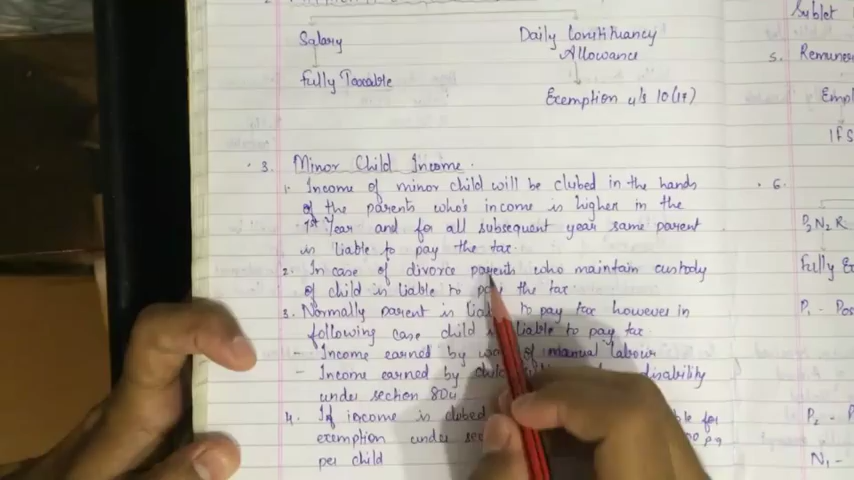 Salary
Daily Constituency
Allowance
Fully Taxable
Exemption u/s 10(17)
3. Minor Child Income.
1. Income of minor child will be clubed in the hands
of the parents who's income is higher in the
1st Year and for all subsequent year same parent
is liable to pay the tax.
2. In case of divorce parents who maintain custody
of child is liable to pay the tax
3. Normally parent is liable to pay tax however in
following case child is liable to pay tax
- Income earned by way of manual labour
- Income earned by child disability
under section 80u
4. If income is clubed for
exemption under
per child
Sublet
5. Remuner
Empl
If S
6.
P2 N2 R
Fully Ex
P1 - Pos
P2 - P
N1 -